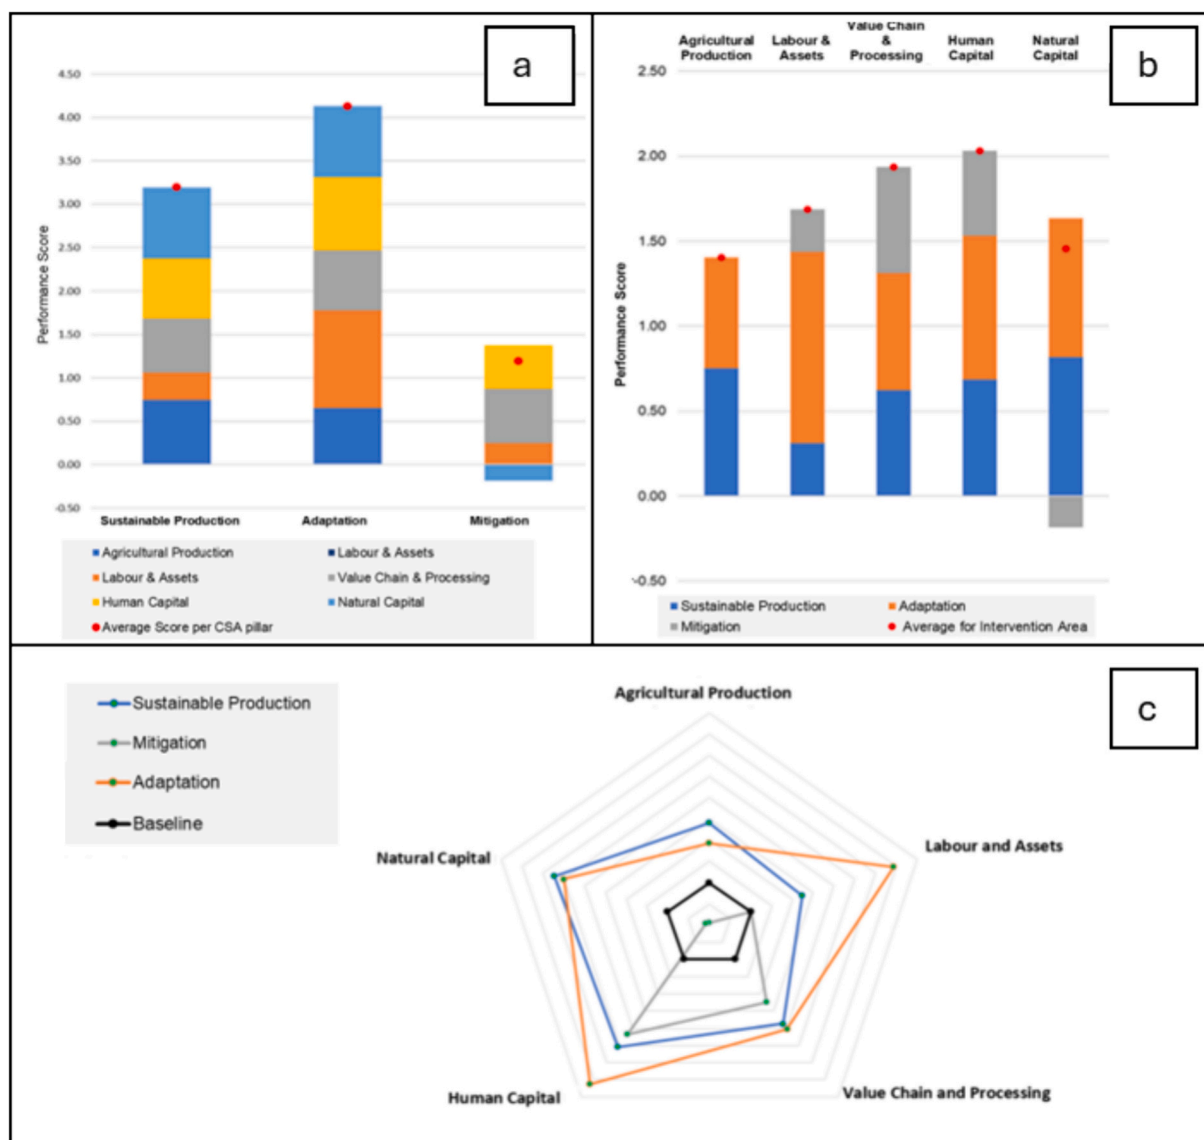 a
4.50
4.00
3.50
3.00
2.50
2.00
1.50
1.00
0.50
0.00
-0.50
Performance Score
Sustainable Production Adaptation Mitigation
Agricultural Production Labour & Assets
Labour & Assets Value Chain & Processing
Human Capital Natural Capital
Average Score per CSA pillar
b
Agricultural Production
Labour & Assets
Value Chain & Processing
Human Capital
Natural Capital
2.50
2.00
1.50
1.00
0.50
0.00
-0.50
Performance Score
Sustainable Production Adaptation
Mitigation Average for Intervention Area
c
Sustainable Production
Mitigation
Adaptation
Baseline
Agricultural Production
Labour and Assets
Natural Capital
Human Capital
Value Chain and Processing